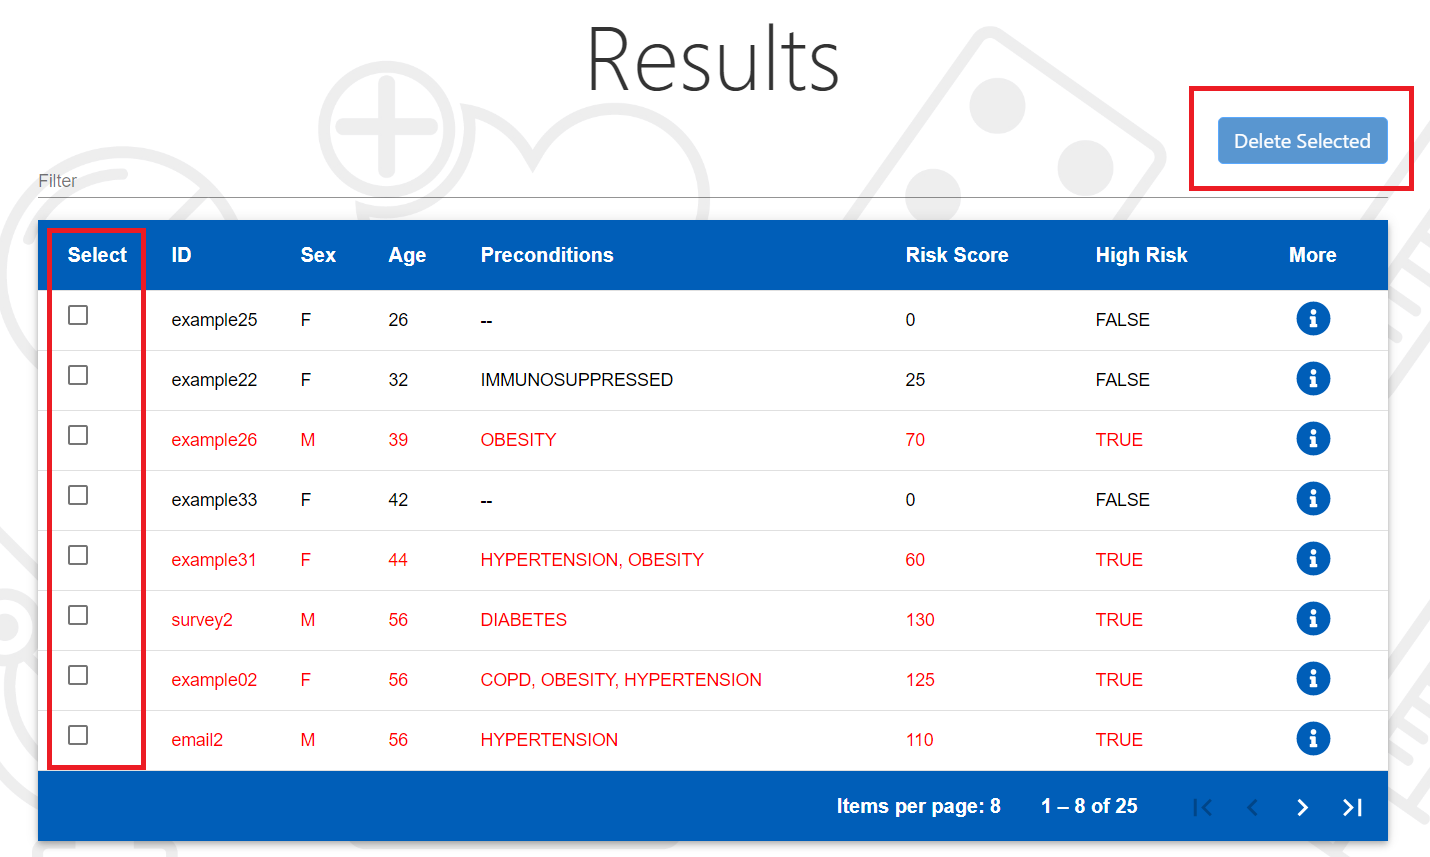 Results
Delete Selected
Filter
Select ID Sex Age Preconditions Risk Score High Risk More
example25 F 26 -- 0 FALSE
example22 F 32 IMMUNOSUPPRESSED 25 FALSE
example26 M 39 OBESITY 70 TRUE
example33 F 42 -- 0 FALSE
example31 F 44 HYPERTENSION, OBESITY 60 TRUE
survey2 M 56 DIABETES 130 TRUE
example02 F 56 COPD, OBESITY, HYPERTENSION 125 TRUE
email2 M 56 HYPERTENSION 110 TRUE
Items per page: 8 1 – 8 of 25